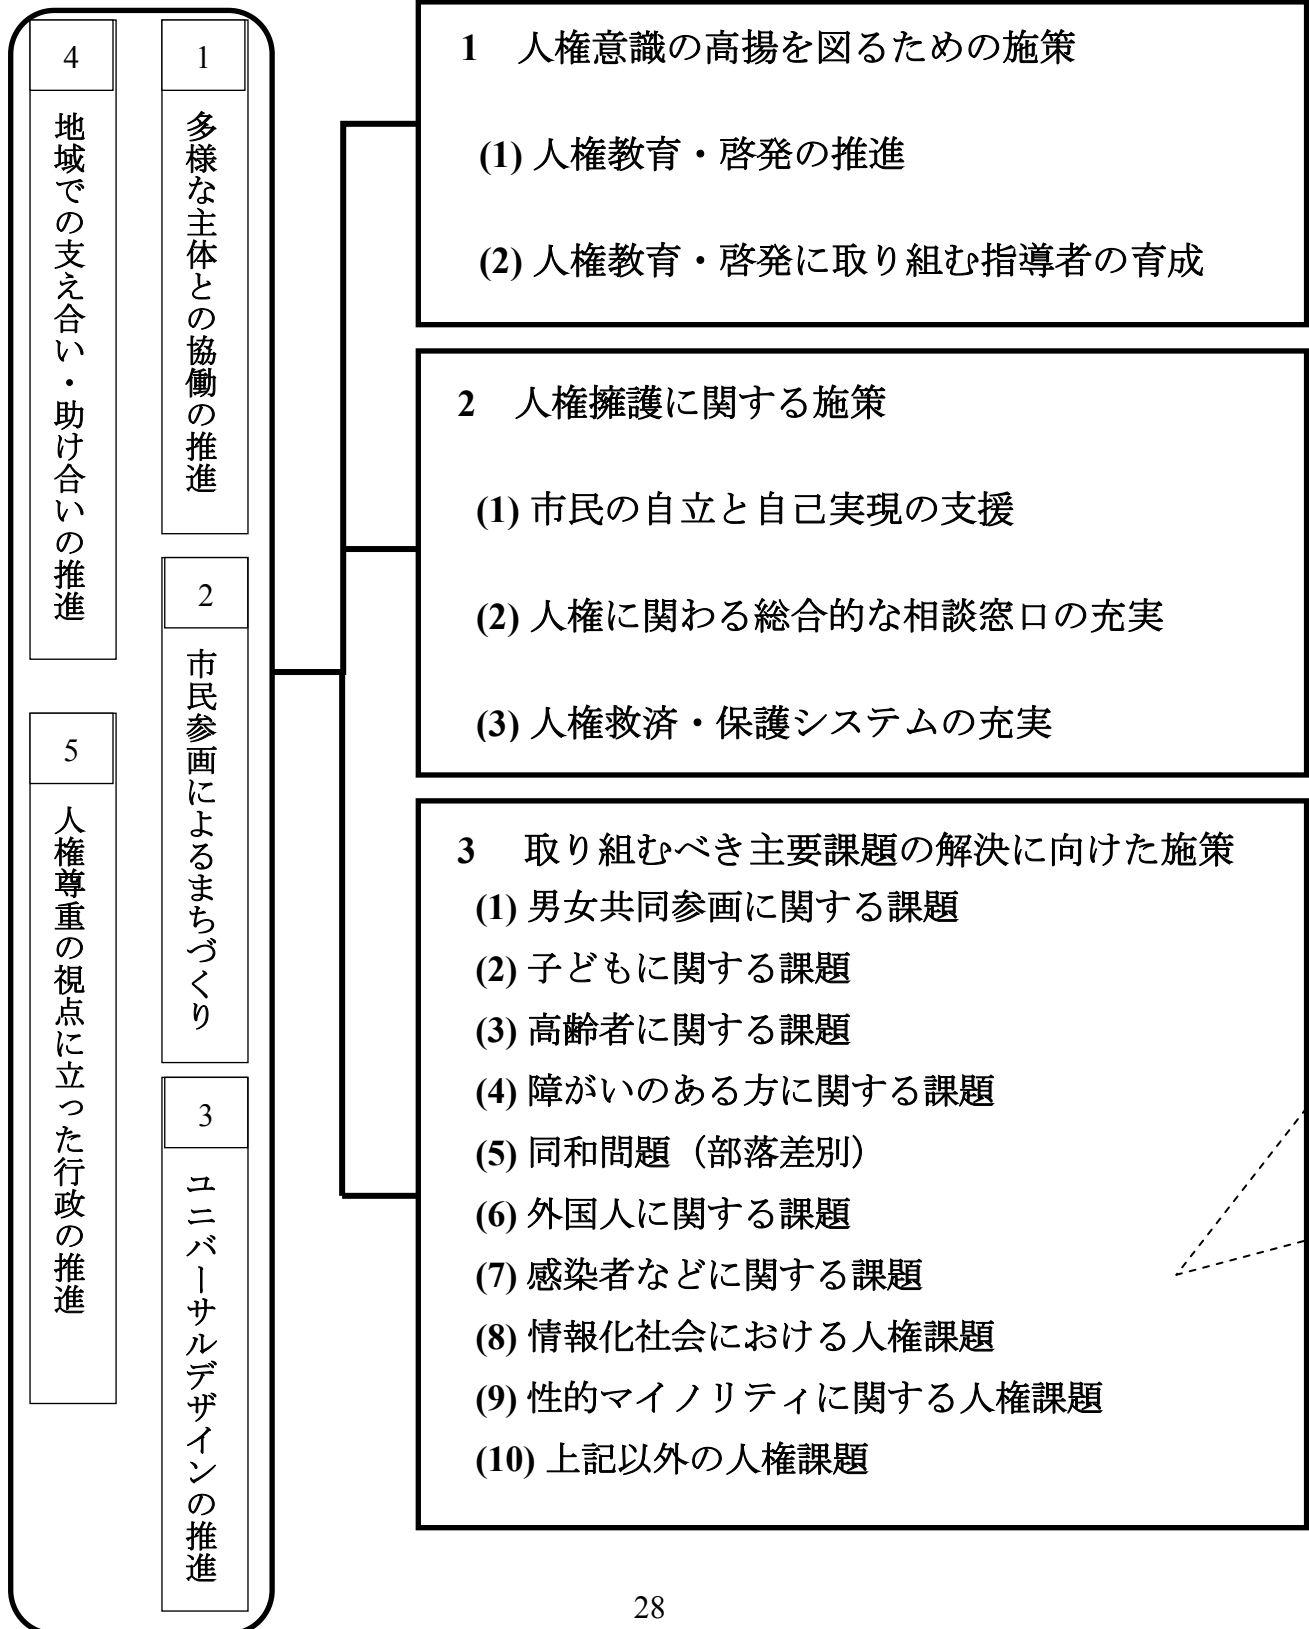 1
多様な主体との協働の推進
2
市民参画によるまちづくり
3
ユニバーサルデザインの推進
4
地域での支え合い・助け合いの推進
5
人権尊重の視点に立った行政の推進
1 人権意識の高揚を図るための施策
(1) 人権教育・啓発の推進
(2) 人権教育・啓発に取り組む指導者の育成
2 人権擁護に関する施策
(1) 市民の自立と自己実現の支援
(2) 人権に関わる総合的な相談窓口の充実
(3) 人権救済・保護システムの充実
3 取り組むべき主要課題の解決に向けた施策
(1) 男女共同参画に関する課題
(2) 子どもに関する課題
(3) 高齢者に関する課題
(4) 障がいのある方に関する課題
(5) 同和問題（部落差別）
(6) 外国人に関する課題
(7) 感染者などに関する課題
(8) 情報化社会における人権課題
(9) 性的マイノリティに関する人権課題
(10) 上記以外の人権課題
28